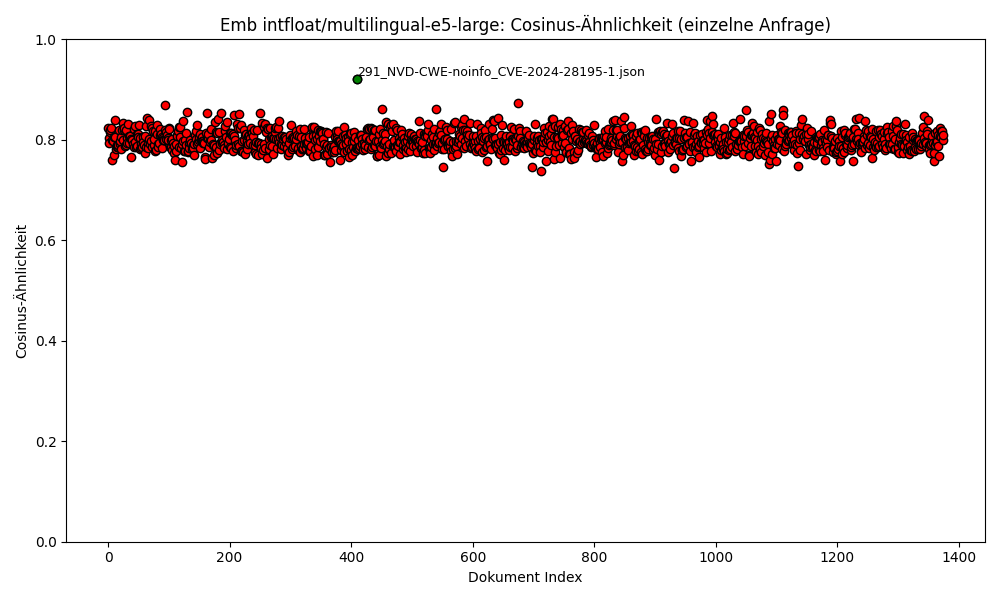 Emb intfloat/multilingual-e5-large: Cosinus-Ähnlichkeit (einzelne Anfrage)
1.0
291_NVD-CWE-noinfo_CVE-2024-28195-1.json
0.8
0.6
Cosinus-Ähnlichkeit
0.4
0.2
0.0
0 200 400 600 800 1000 1200 1400
Dokument Index